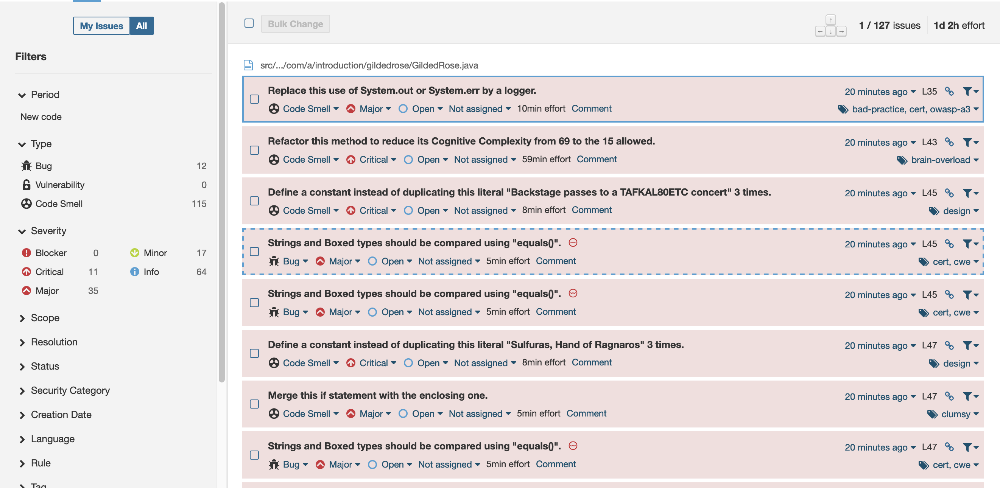 My Issues All
Filters
Period
New code
Type
Bug 12
Vulnerability 0
Code Smell 115
Severity
Blocker 0 Minor 17
Critical 11 Info 64
Major 35
Scope
Resolution
Status
Security Category
Creation Date
Language
Rule
Tag
Bulk Change
1 / 127 issues 1d 2h effort
src/.../com/a/introduction/gildedrose/GildedRose.java
Replace this use of System.out or System.err by a logger. 20 minutes ago L35
Code Smell Major Open Not assigned 10min effort Comment bad-practice, cert, owasp-a3
Refactor this method to reduce its Cognitive Complexity from 69 to the 15 allowed. 20 minutes ago L43
Code Smell Critical Open Not assigned 59min effort Comment brain-overload
Define a constant instead of duplicating this literal "Backstage passes to a TAFKAL80ETC concert" 3 times. 20 minutes ago L45
Code Smell Critical Open Not assigned 8min effort Comment design
Strings and Boxed types should be compared using "equals()". 20 minutes ago L45
Bug Major Open Not assigned 5min effort Comment cert, cwe
Strings and Boxed types should be compared using "equals()". 20 minutes ago L45
Bug Major Open Not assigned 5min effort Comment cert, cwe
Define a constant instead of duplicating this literal "Sulfuras, Hand of Ragnaros" 3 times. 20 minutes ago L47
Code Smell Critical Open Not assigned 8min effort Comment design
Merge this if statement with the enclosing one. 20 minutes ago L47
Code Smell Major Open Not assigned 5min effort Comment clumsy
Strings and Boxed types should be compared using "equals()". 20 minutes ago L47
Bug Major Open Not assigned 5min effort Comment cert, cwe